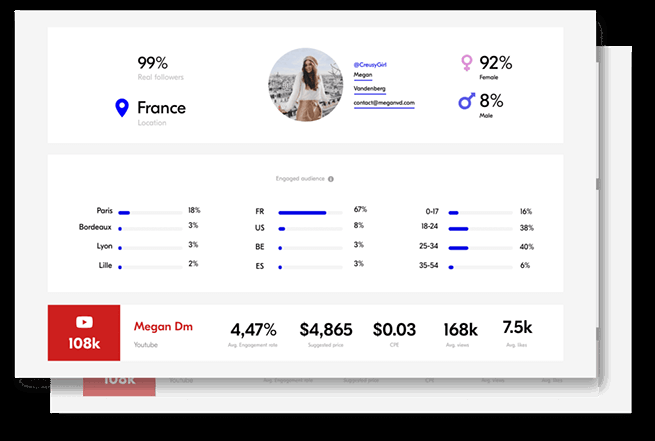 99%
Real followers
France
Location
@CreusyGirl
Megan
Vandenberg
contact@meganvd.com
92%
Female
8%
Male
Engaged audience
Paris 18%
Bordeaux 3%
Lyon 3%
Lille 2%
FR 67%
US 8%
BE 3%
ES 3%
0-17 16%
18-24 38%
25-34 40%
35-54 6%
108k
Megan Dm
Youtube
4,47%
Avg. Engagement rate
$4,865
Suggested price
$0.03
CPE
168k
Avg. views
7.5k
Avg. likes
108k
Youtube
Avg. Engagement rate
Suggested price
CPE
Avg. views
Avg. likes